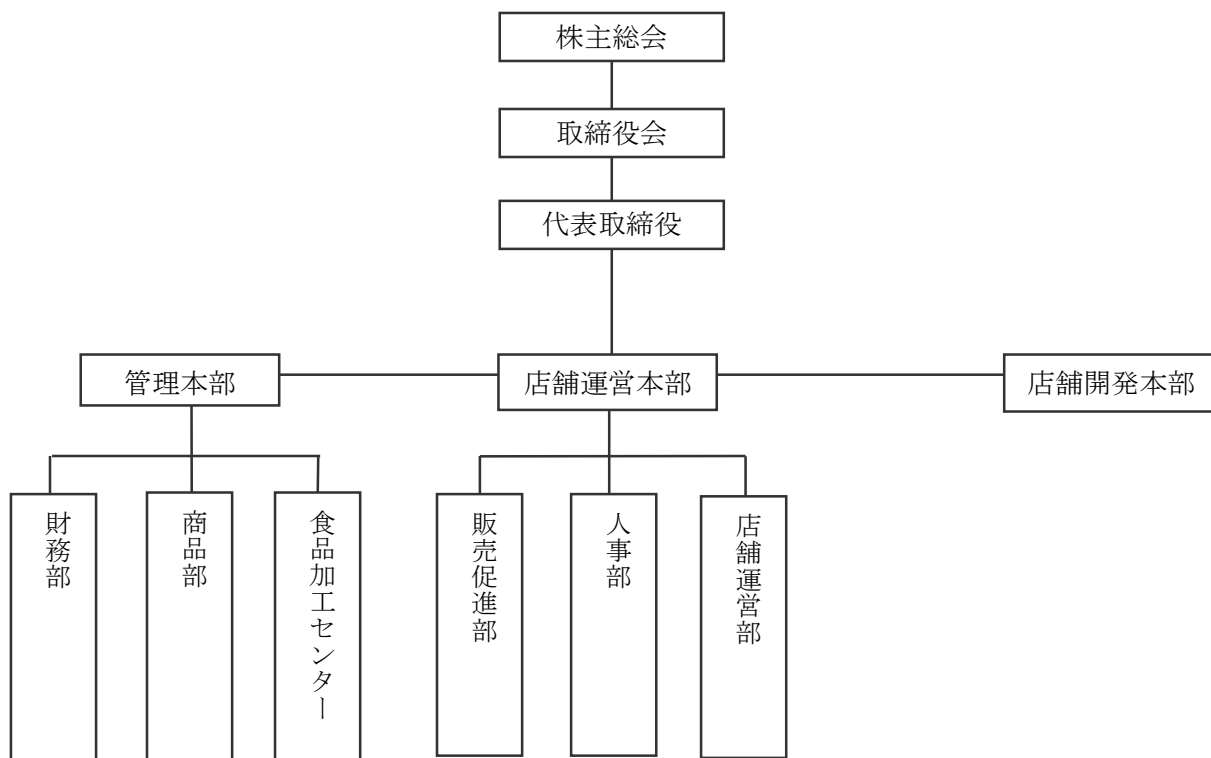 株主総会
取締役会
代表取締役
管理本部
店舗運営本部
店舗開発本部
財務部
商品部
食品加工センター
販売促進部
人事部
店舗運営部